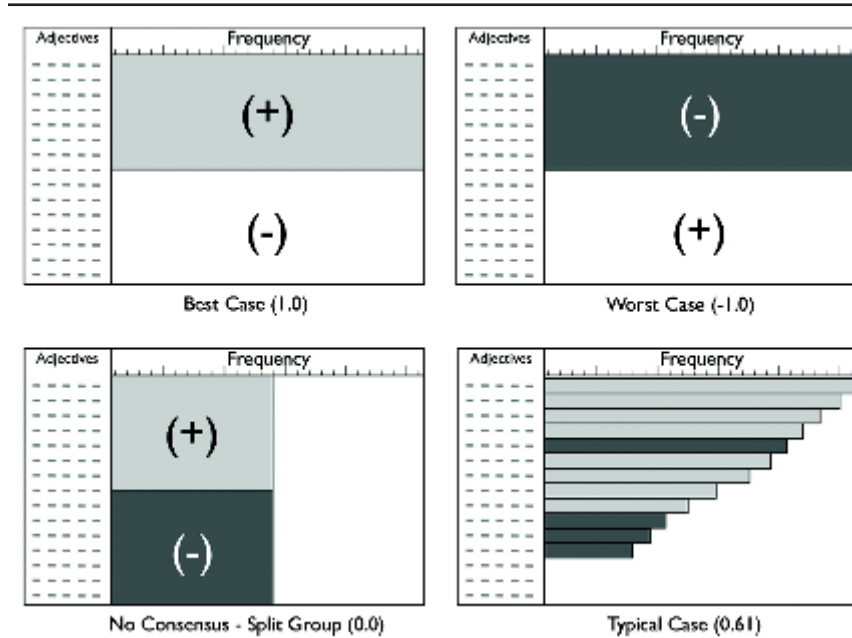 Adjectives Frequency
(+)
(-)
Best Case (1.0)
Adjectives Frequency
(-)
(+)
Worst Case (-1.0)
Adjectives Frequency
(+)
(-)
No Consensus - Split Group (0.0)
Adjectives Frequency
Typical Case (0.61)